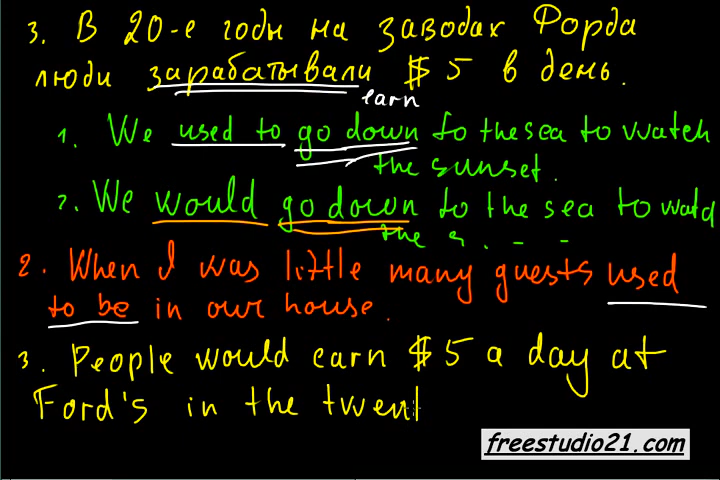 3. В 20-е годы на заводах Форда
люди зарабатывали $5 в день.
earn
1. We used to go down to the sea to watch
the sunset.
2. We would go down to the sea to watch
the s. - -
2. When I was little many guests used
to be in our house.
3. People would earn $5 a day at
Ford's in the twent
freestudio21.com